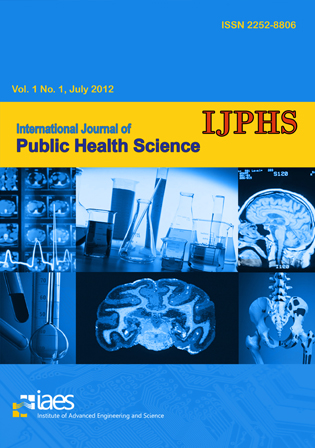 ISSN 2252-8806
Vol. 1 No. 1, July 2012
IJPHS
International Journal of
Public Health Science
iaes
Institute of Advanced Engineering and Science